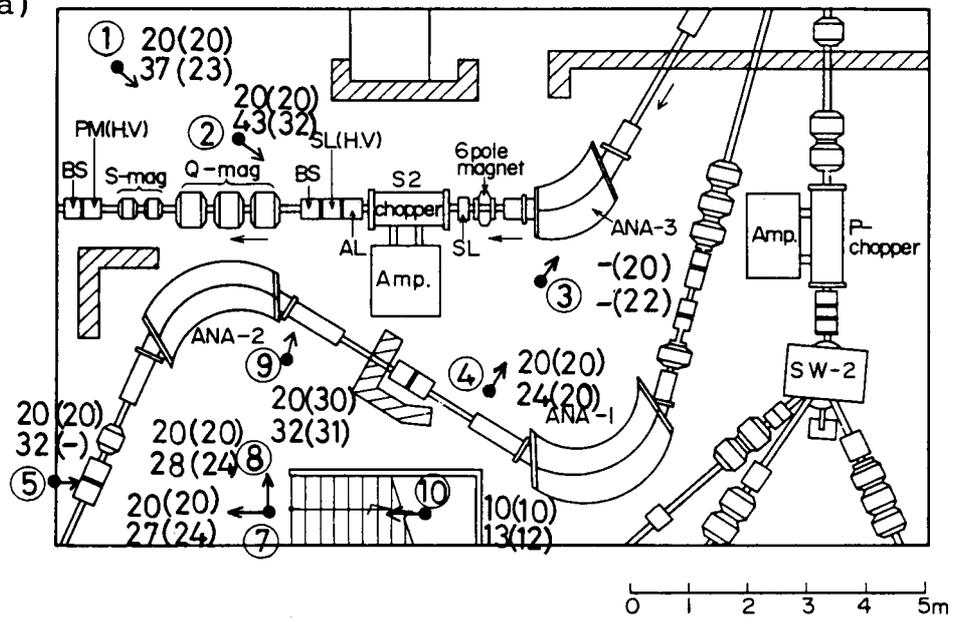 a)
①
20(20)
37(23)
②
20(20)
43(32)
PM(H.V)
SL(H.V)
BS
S-mag
Q-mag
BS
S2
chopper
6pole
magnet
AL
SL
Amp.
ANA-3
③
-(20)
-(22)
Amp.
P-
chopper
SW-2
ANA-2
⑨
20(30)
32(31)
④
20(20)
24(20)
ANA-1
20(20)
32(-)
⑤
20(20)
28(24)
⑧
20(20)
27(24)
⑦
⑩
10(10)
13(12)
0 1 2 3 4 5m